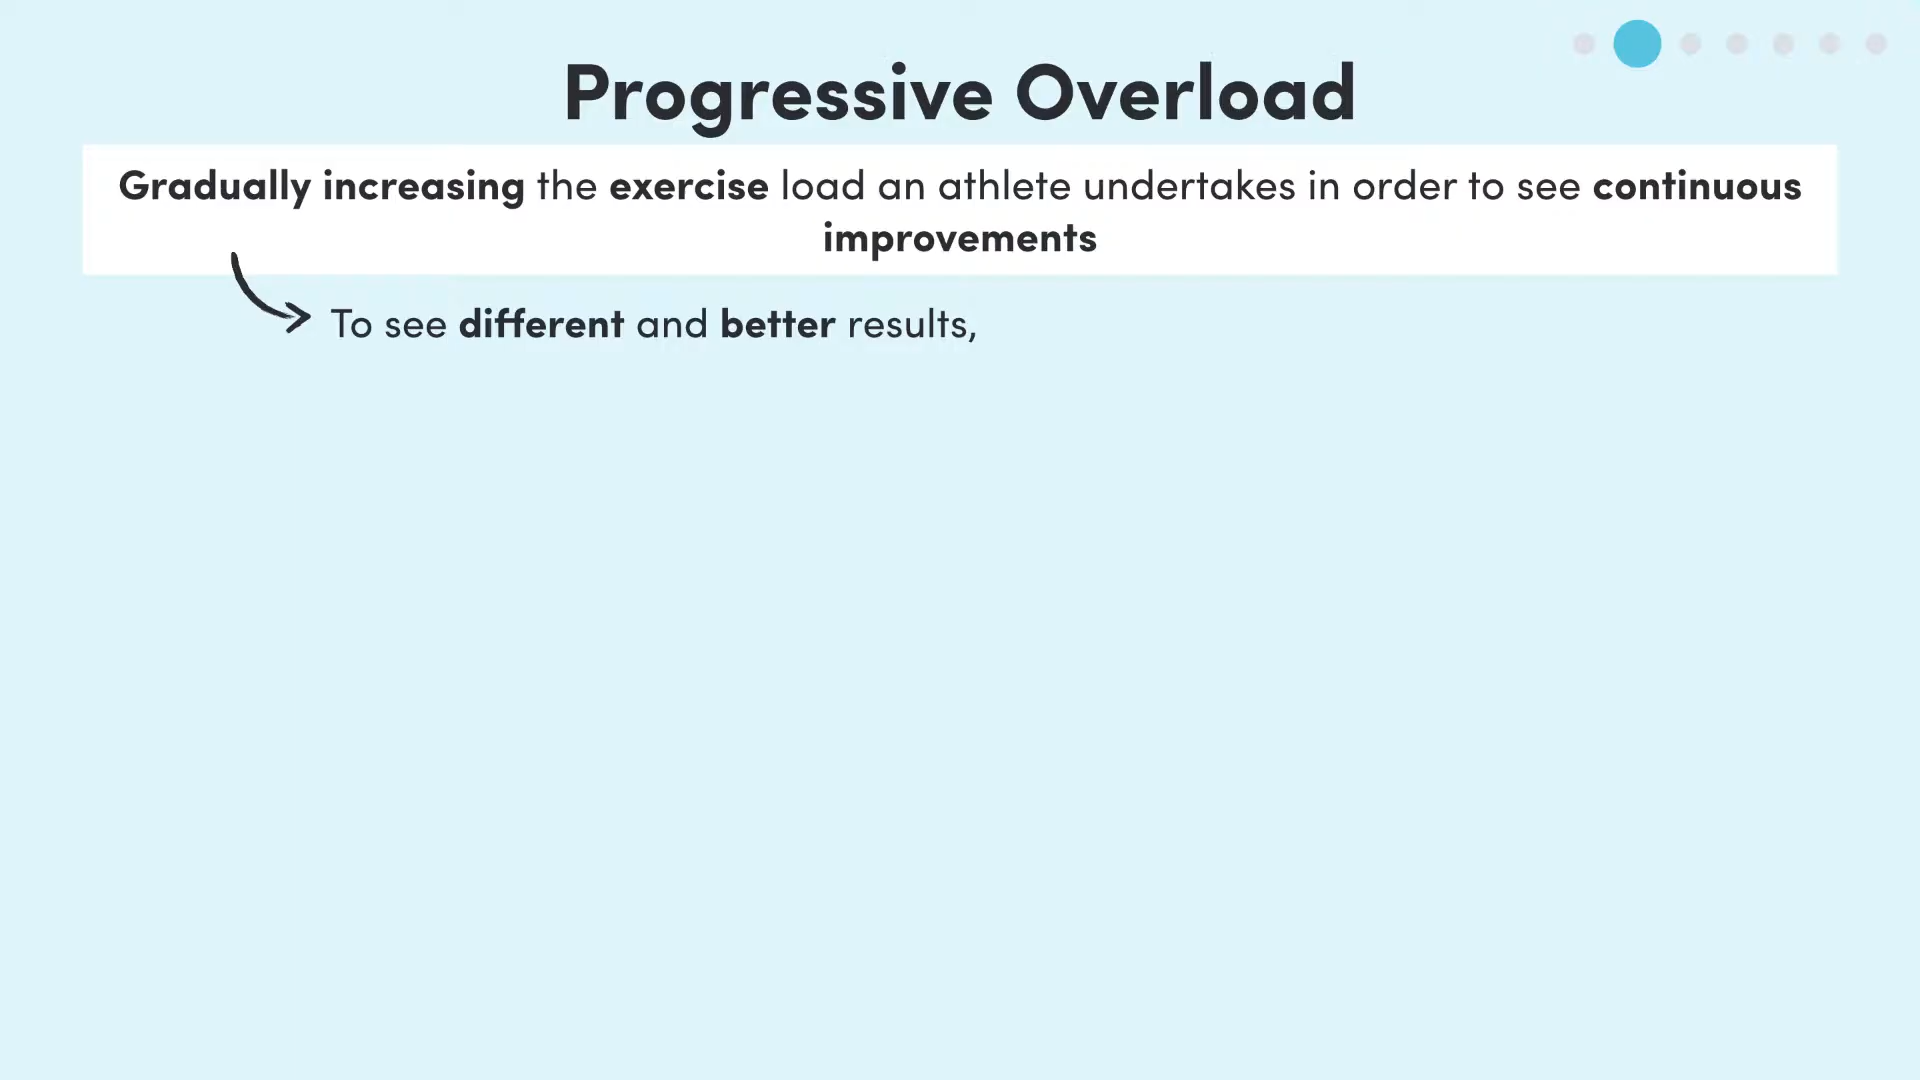 Progressive Overload
Gradually increasing the exercise load an athlete undertakes in order to see continuous
improvements
To see different and better results,